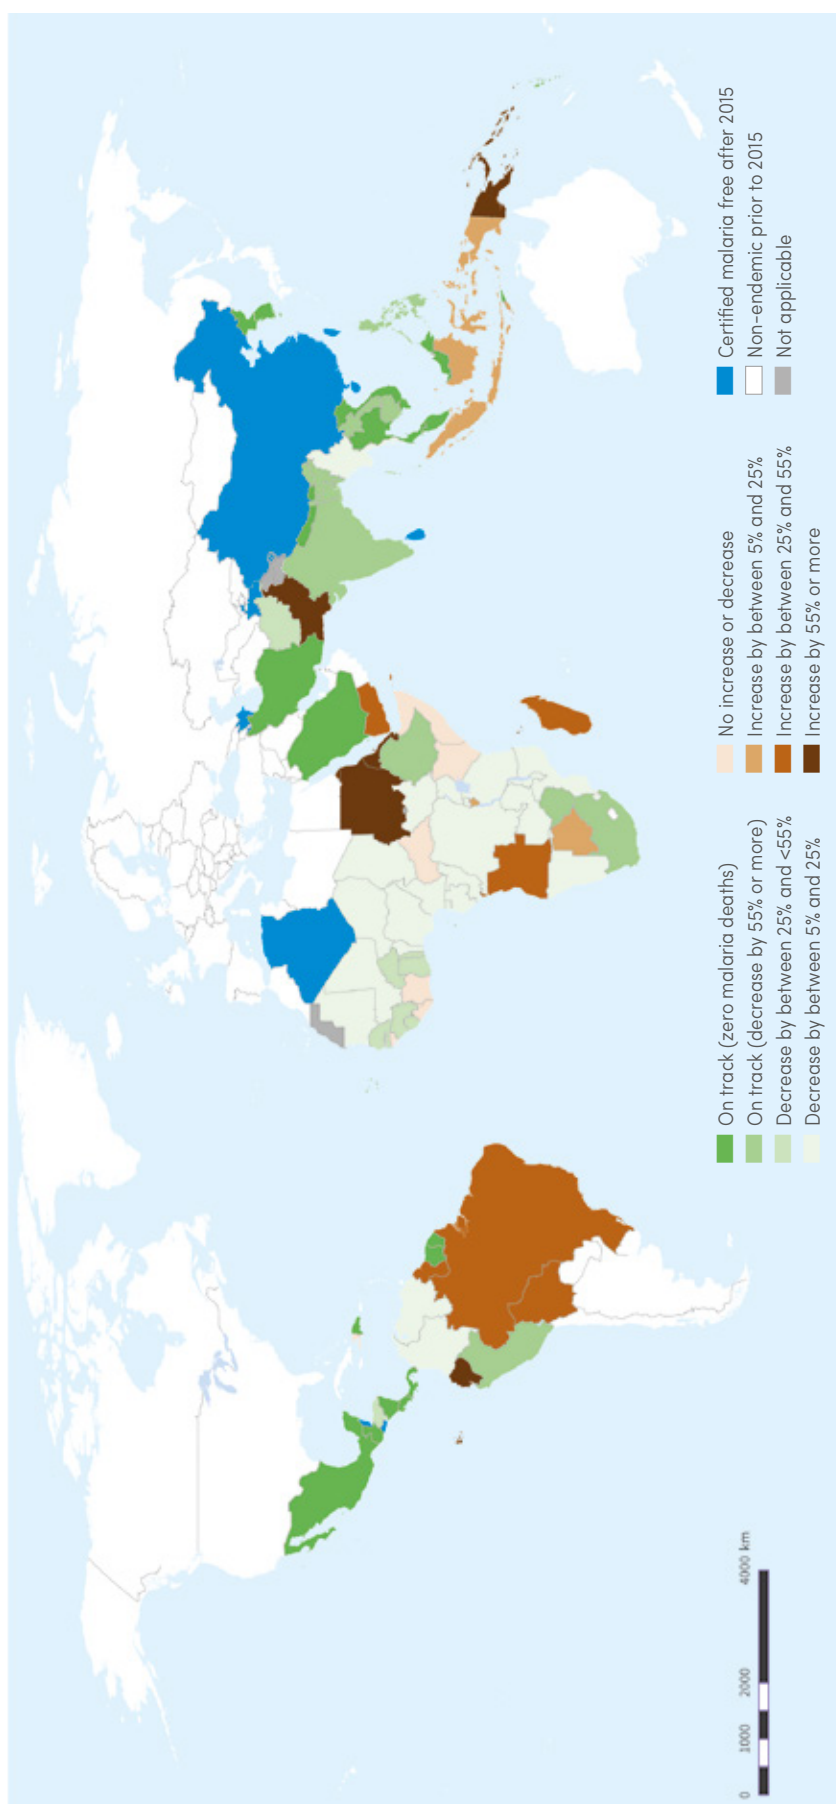 On track (zero malaria deaths)
On track (decrease by 55% or more)
Decrease by between 25% and <55%
Decrease by between 5% and 25%
No increase or decrease
Increase by between 5% and 25%
Increase by between 25% and 55%
Increase by 55% or more
Certified malaria free after 2015
Non-endemic prior to 2015
Not applicable
0 1000 2000 4000 km